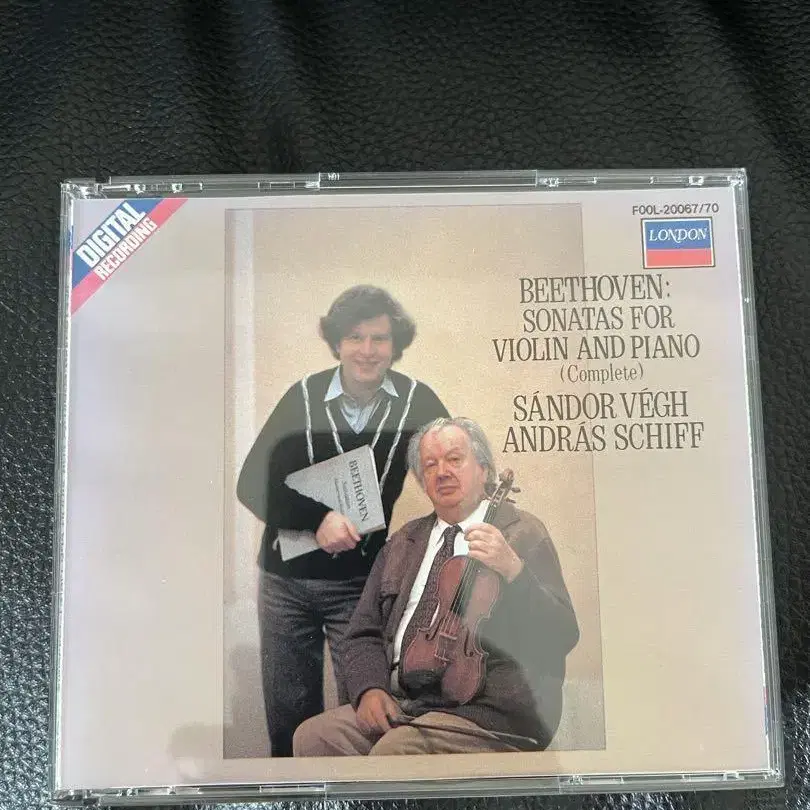 DIGITAL
RECORDING
F00L-20067/70
LONDON
BEETHOVEN:
SONATAS FOR
VIOLIN AND PIANO
(Complete)
SÁNDOR VÉGH
ANDRÁS SCHIFF
BEETHOVEN